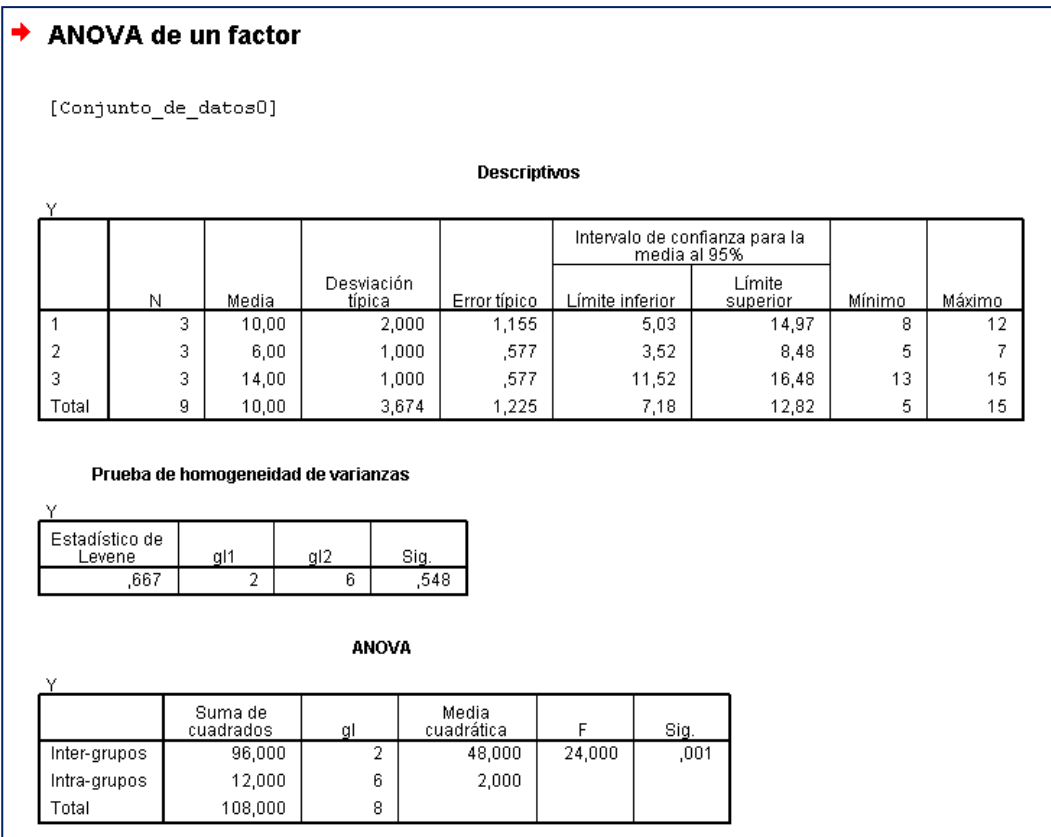 ANOVA de un factor
[Conjunto_de_datos0]
Descriptivos
Y
N Media Desviación típica Error típico Intervalo de confianza para la media al 95% Límite inferior Límite superior Mínimo Máximo
1 3 10,00 2,000 1,155 5,03 14,97 8 12
2 3 6,00 1,000 ,577 3,52 8,48 5 7
3 3 14,00 1,000 ,577 11,52 16,48 13 15
Total 9 10,00 3,674 1,225 7,18 12,82 5 15
Prueba de homogeneidad de varianzas
Y
Estadístico de Levene gl1 gl2 Sig.
,667 2 6 ,548
ANOVA
Y
Suma de cuadrados gl Media cuadrática F Sig.
Inter-grupos 96,000 2 48,000 24,000 ,001
Intra-grupos 12,000 6 2,000
Total 108,000 8